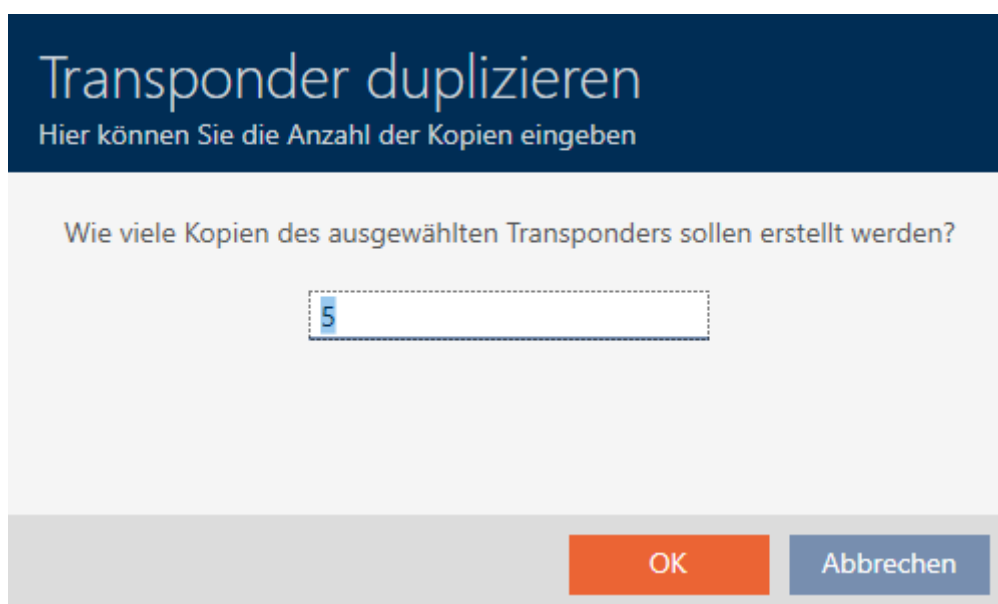 Transponder duplizieren
Hier können Sie die Anzahl der Kopien eingeben
Wie viele Kopien des ausgewählten Transponders sollen erstellt werden?
5
OK
Abbrechen